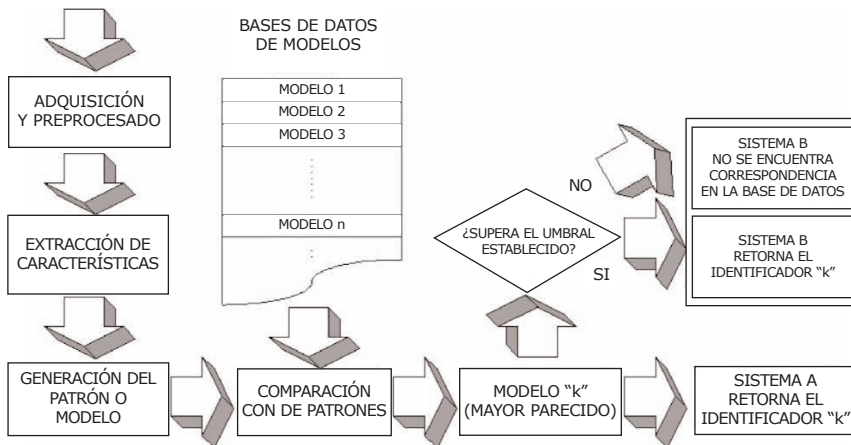 BASES DE DATOS
DE MODELOS
ADQUISICIÓN
Y PREPROCESADO
MODELO 1
MODELO 2
MODELO 3
MODELO n
EXTRACCIÓN DE
CARACTERÍSTÍCAS
GENERACIÓN DEL
PATRÓN O
MODELO
COMPARACIÓN
CON DE PATRONES
MODELO “k”
(MAYOR PARECIDO)
¿SUPERA EL UMBRAL
ESTABLECIDO?
NO
SI
SISTEMA B
NO SE ENCUENTRA
CORRESPONDENCIA
EN LA BASE DE DATOS
SISTEMA B
RETORNA EL
IDENTIFICADOR “k”
SISTEMA A
RETORNA EL
IDENTIFICADOR “k”